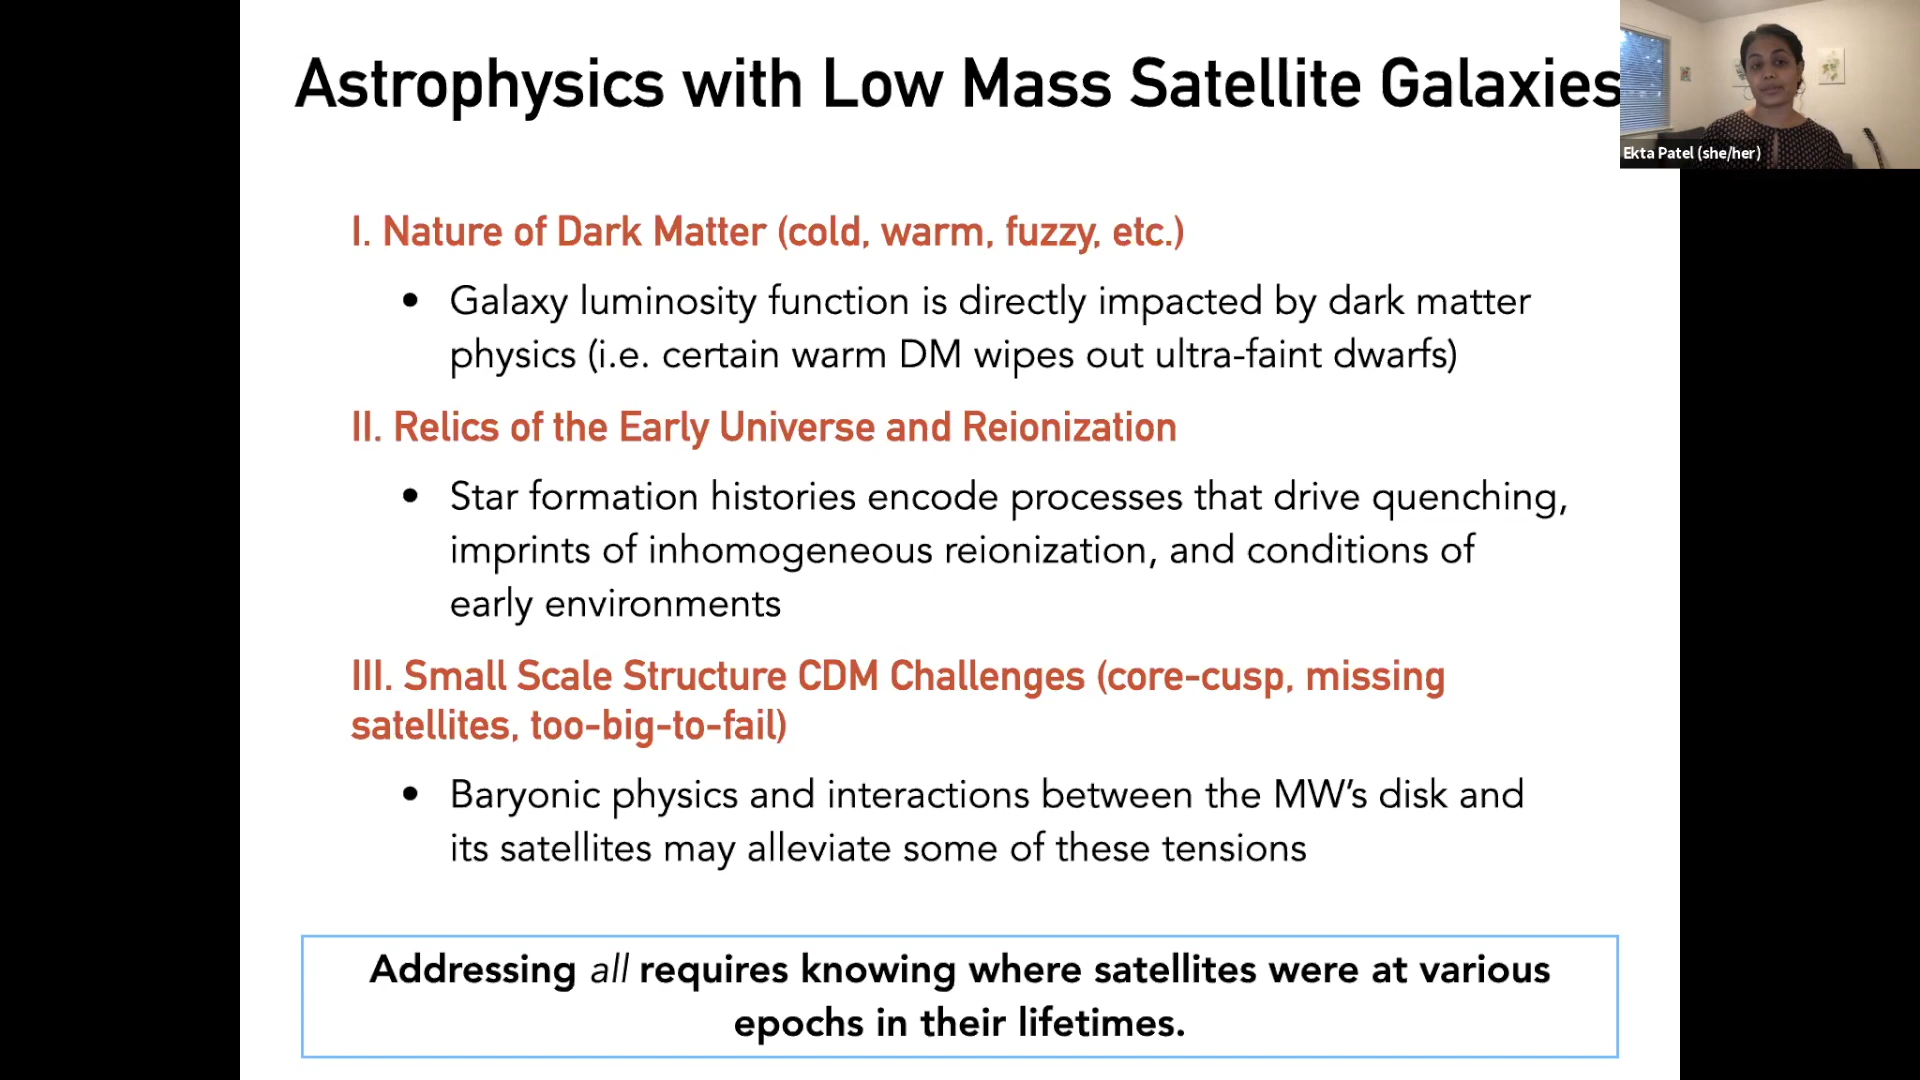 Astrophysics with Low Mass Satellite Galaxies
Ekta Patel (she/her)
I. Nature of Dark Matter (cold, warm, fuzzy, etc.)
• Galaxy luminosity function is directly impacted by dark matter
physics (i.e. certain warm DM wipes out ultra-faint dwarfs)
II. Relics of the Early Universe and Reionization
• Star formation histories encode processes that drive quenching,
imprints of inhomogeneous reionization, and conditions of
early environments
III. Small Scale Structure CDM Challenges (core-cusp, missing
satellites, too-big-to-fail)
• Baryonic physics and interactions between the MW’s disk and
its satellites may alleviate some of these tensions
Addressing all requires knowing where satellites were at various
epochs in their lifetimes.